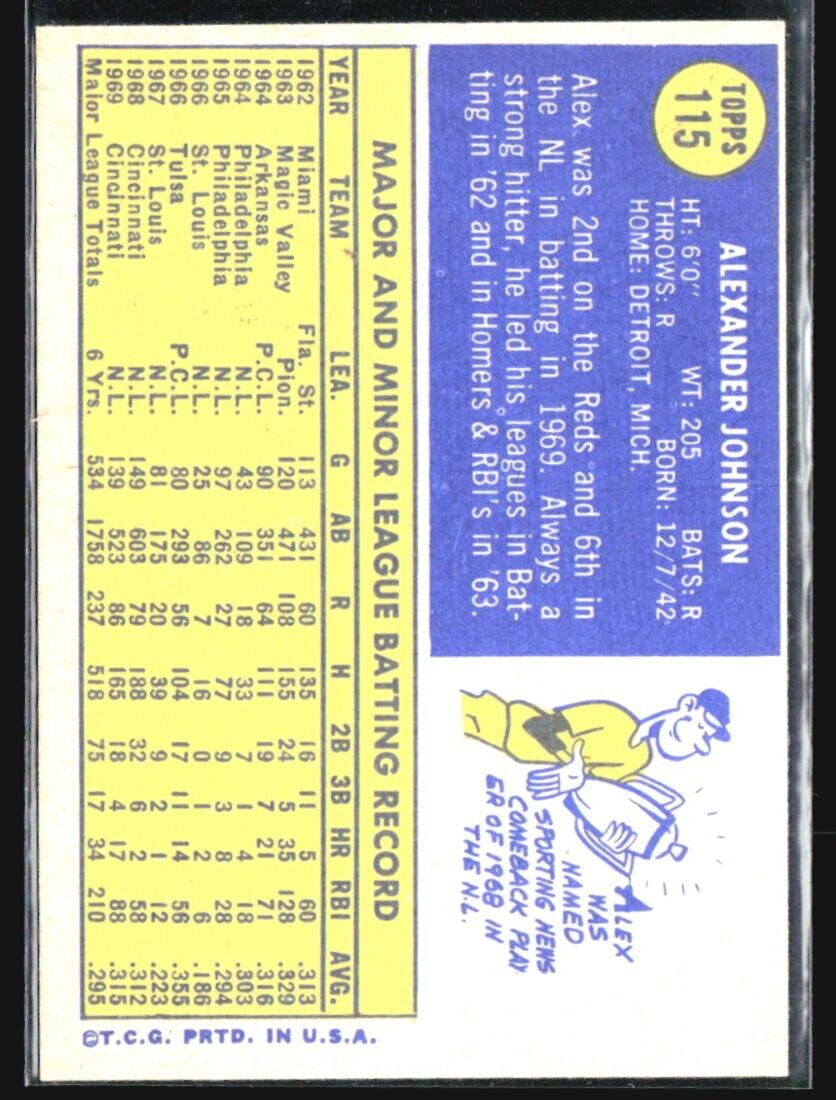 TOPPS
115
ALEXANDER JOHNSON
HT: 6'0" WT: 205 BATS: R
THROWS: R BORN: 12/7/42
HOME: DETROIT, MICH.
Alex was 2nd on the Reds and 6th in
the NL in batting in 1969. Always a
strong hitter, he led his leagues in Bat-
ting in '62 and in Homers & RBI's in '63.
ALEX
WAS
NAMED
SPORTING NEWS
COMEBACK PLAY
ER OF 1968 IN
THE N.L.
MAJOR AND MINOR LEAGUE BATTING RECORD
YEAR TEAM LEA. G AB R H 2B 3B HR RBI AVG.
1962 Miami Fla. St. 113 431 60 135 16 11 5 60 .313
1963 Magic Valley Pion. 120 471 108 155 24 5 35 128 .329
1964 Arkansas P.C.L. 90 351 64 111 19 7 21 71 .316
1964 Philadelphia N.L. 43 109 18 33 7 1 4 18 .303
1965 Philadelphia N.L. 97 262 27 77 9 3 8 28 .294
1966 St. Louis N.L. 25 86 7 16 0 1 2 6 .186
1966 Tulsa P.C.L. 80 293 56 104 17 11 14 56 .355
1967 St. Louis N.L. 81 175 20 39 9 2 1 12 .223
1968 Cincinnati N.L. 149 603 79 188 32 6 2 58 .312
1969 Cincinnati N.L. 139 523 86 165 18 4 17 88 .315
Major League Totals 6 Yrs. 534 1758 237 518 75 17 34 210 .295
©T.C.G. PRTD. IN U.S.A.